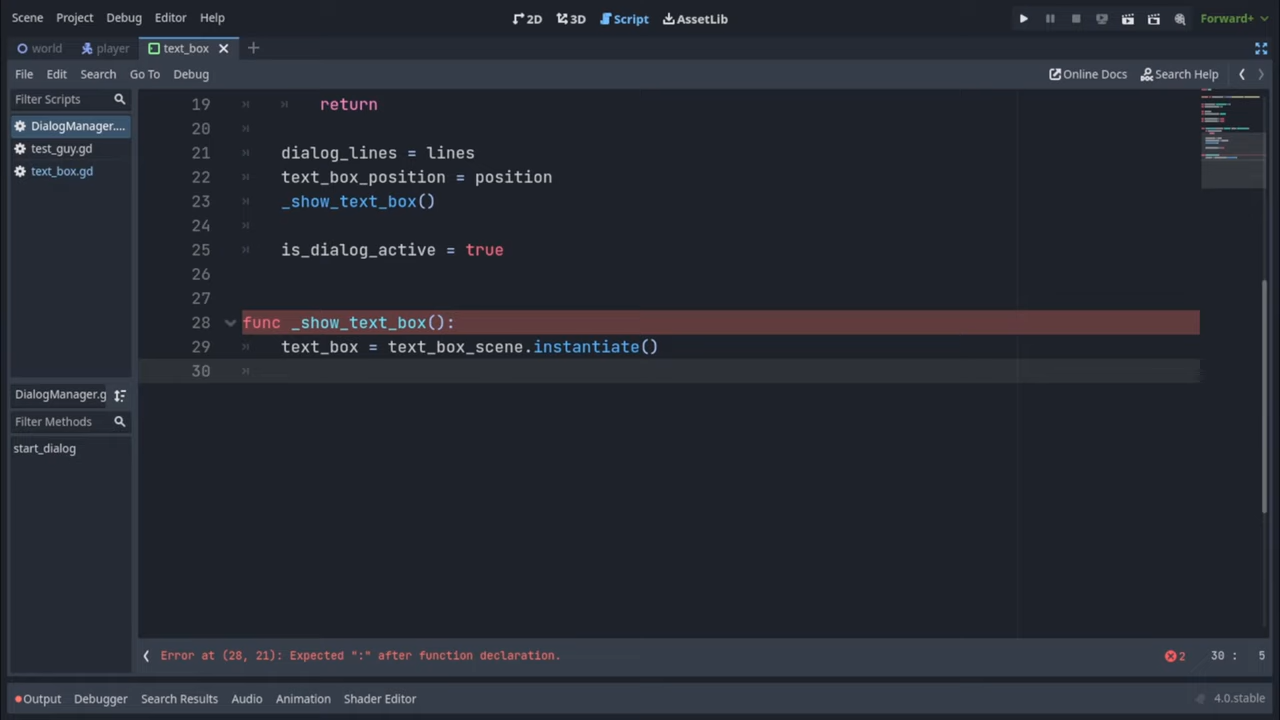 Scene Project Debug Editor Help 2D 3D Script AssetLib Forward+
world player text_box
File Edit Search Go To Debug Online Docs Search Help
Filter Scripts
DialogManager....
test_guy.gd
text_box.gd
DialogManager.g
Filter Methods
start_dialog
19 return
20
21 dialog_lines = lines
22 text_box_position = position
23 _show_text_box()
24
25 is_dialog_active = true
26
27
28 func _show_text_box():
29 text_box = text_box_scene.instantiate()
30
Error at (28, 21): Expected ":" after function declaration. 2 30 : 5
Output Debugger Search Results Audio Animation Shader Editor 4.0.stable